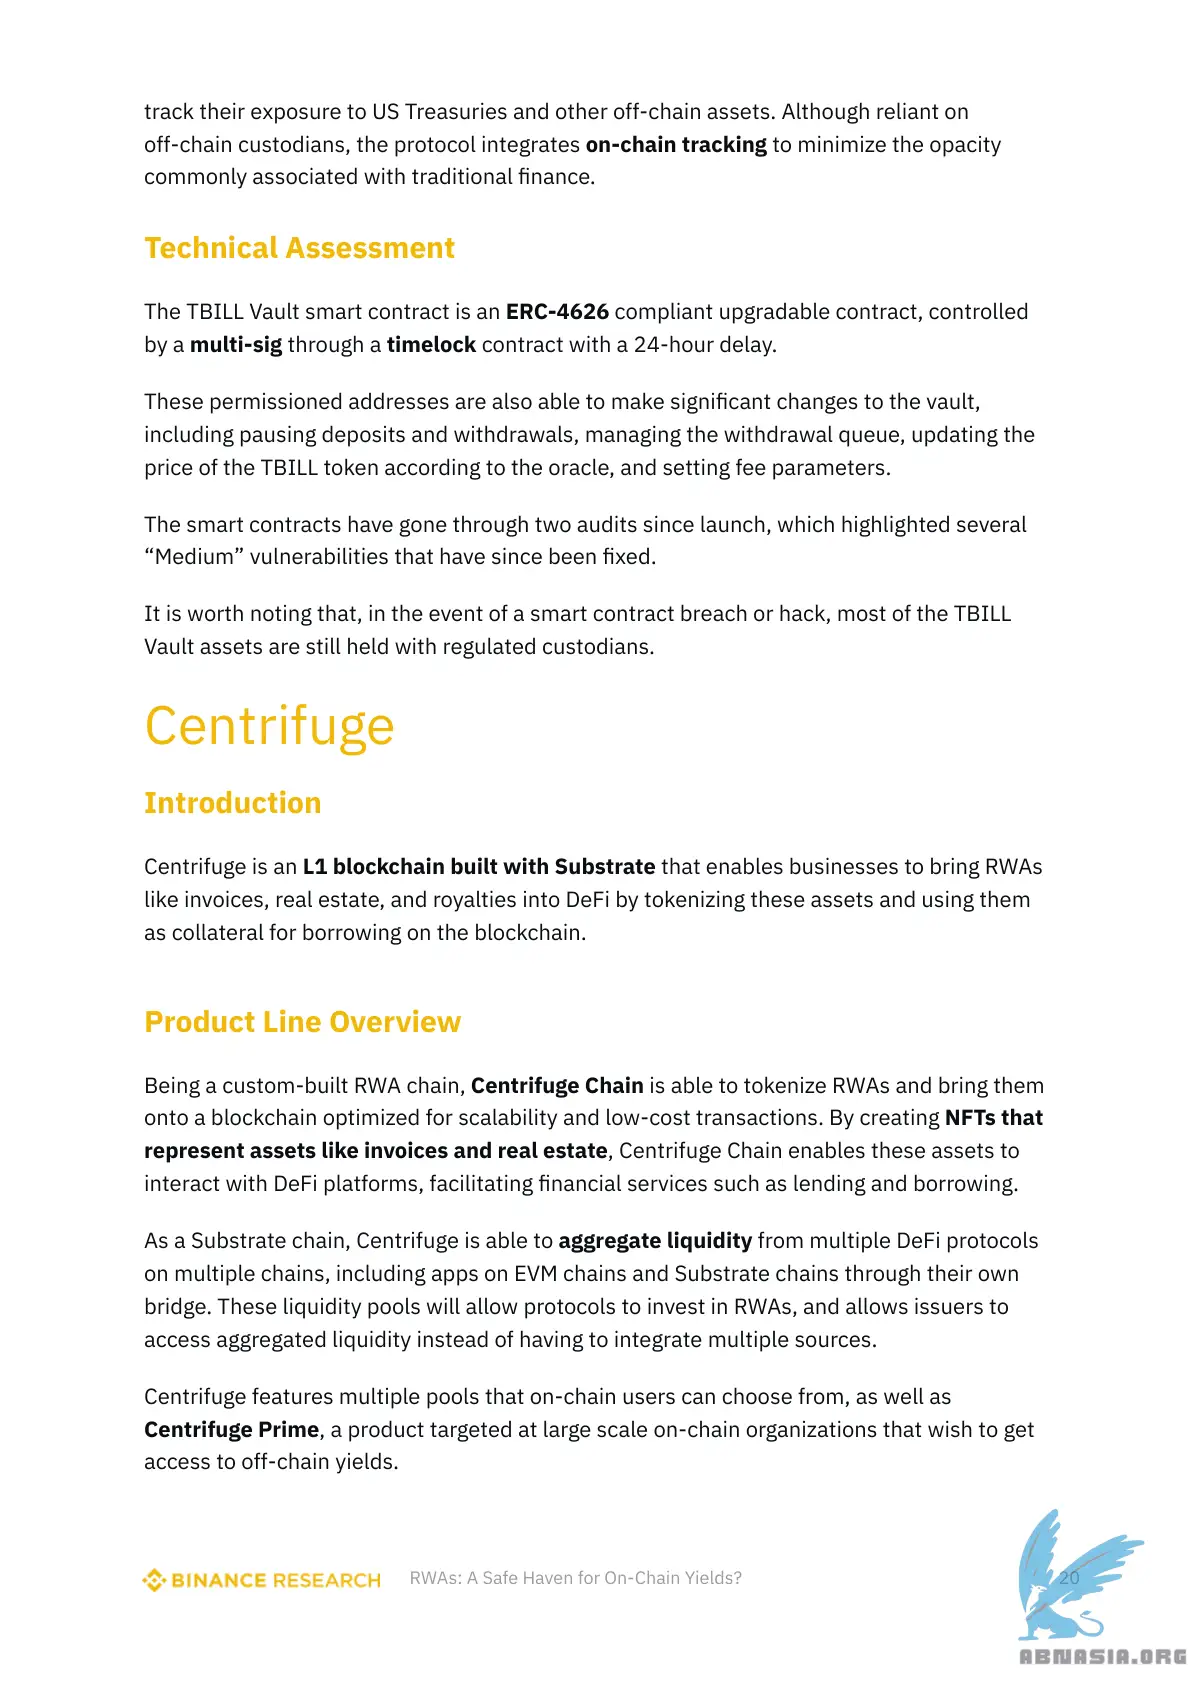 track their exposure to US Treasuries and other off-chain assets. Although reliant on
off-chain custodians, the protocol integrates on-chain tracking to minimize the opacity
commonly associated with traditional finance.
Technical Assessment
The TBILL Vault smart contract is an ERC-4626 compliant upgradable contract, controlled
by a multi-sig through a timelock contract with a 24-hour delay.
These permissioned addresses are also able to make significant changes to the vault,
including pausing deposits and withdrawals, managing the withdrawal queue, updating the
price of the TBILL token according to the oracle, and setting fee parameters.
The smart contracts have gone through two audits since launch, which highlighted several
“Medium” vulnerabilities that have since been fixed.
It is worth noting that, in the event of a smart contract breach or hack, most of the TBILL
Vault assets are still held with regulated custodians.
Centrifuge
Introduction
Centrifuge is an L1 blockchain built with Substrate that enables businesses to bring RWAs
like invoices, real estate, and royalties into DeFi by tokenizing these assets and using them
as collateral for borrowing on the blockchain.
Product Line Overview
Being a custom-built RWA chain, Centrifuge Chain is able to tokenize RWAs and bring them
onto a blockchain optimized for scalability and low-cost transactions. By creating NFTs that
represent assets like invoices and real estate, Centrifuge Chain enables these assets to
interact with DeFi platforms, facilitating financial services such as lending and borrowing.
As a Substrate chain, Centrifuge is able to aggregate liquidity from multiple DeFi protocols
on multiple chains, including apps on EVM chains and Substrate chains through their own
bridge. These liquidity pools will allow protocols to invest in RWAs, and allows issuers to
access aggregated liquidity instead of having to integrate multiple sources.
Centrifuge features multiple pools that on-chain users can choose from, as well as
Centrifuge Prime, a product targeted at large scale on-chain organizations that wish to get
access to off-chain yields.
BINANCE RESEARCH RWAs: A Safe Haven for On-Chain Yields? 20
ABNASIA.ORG